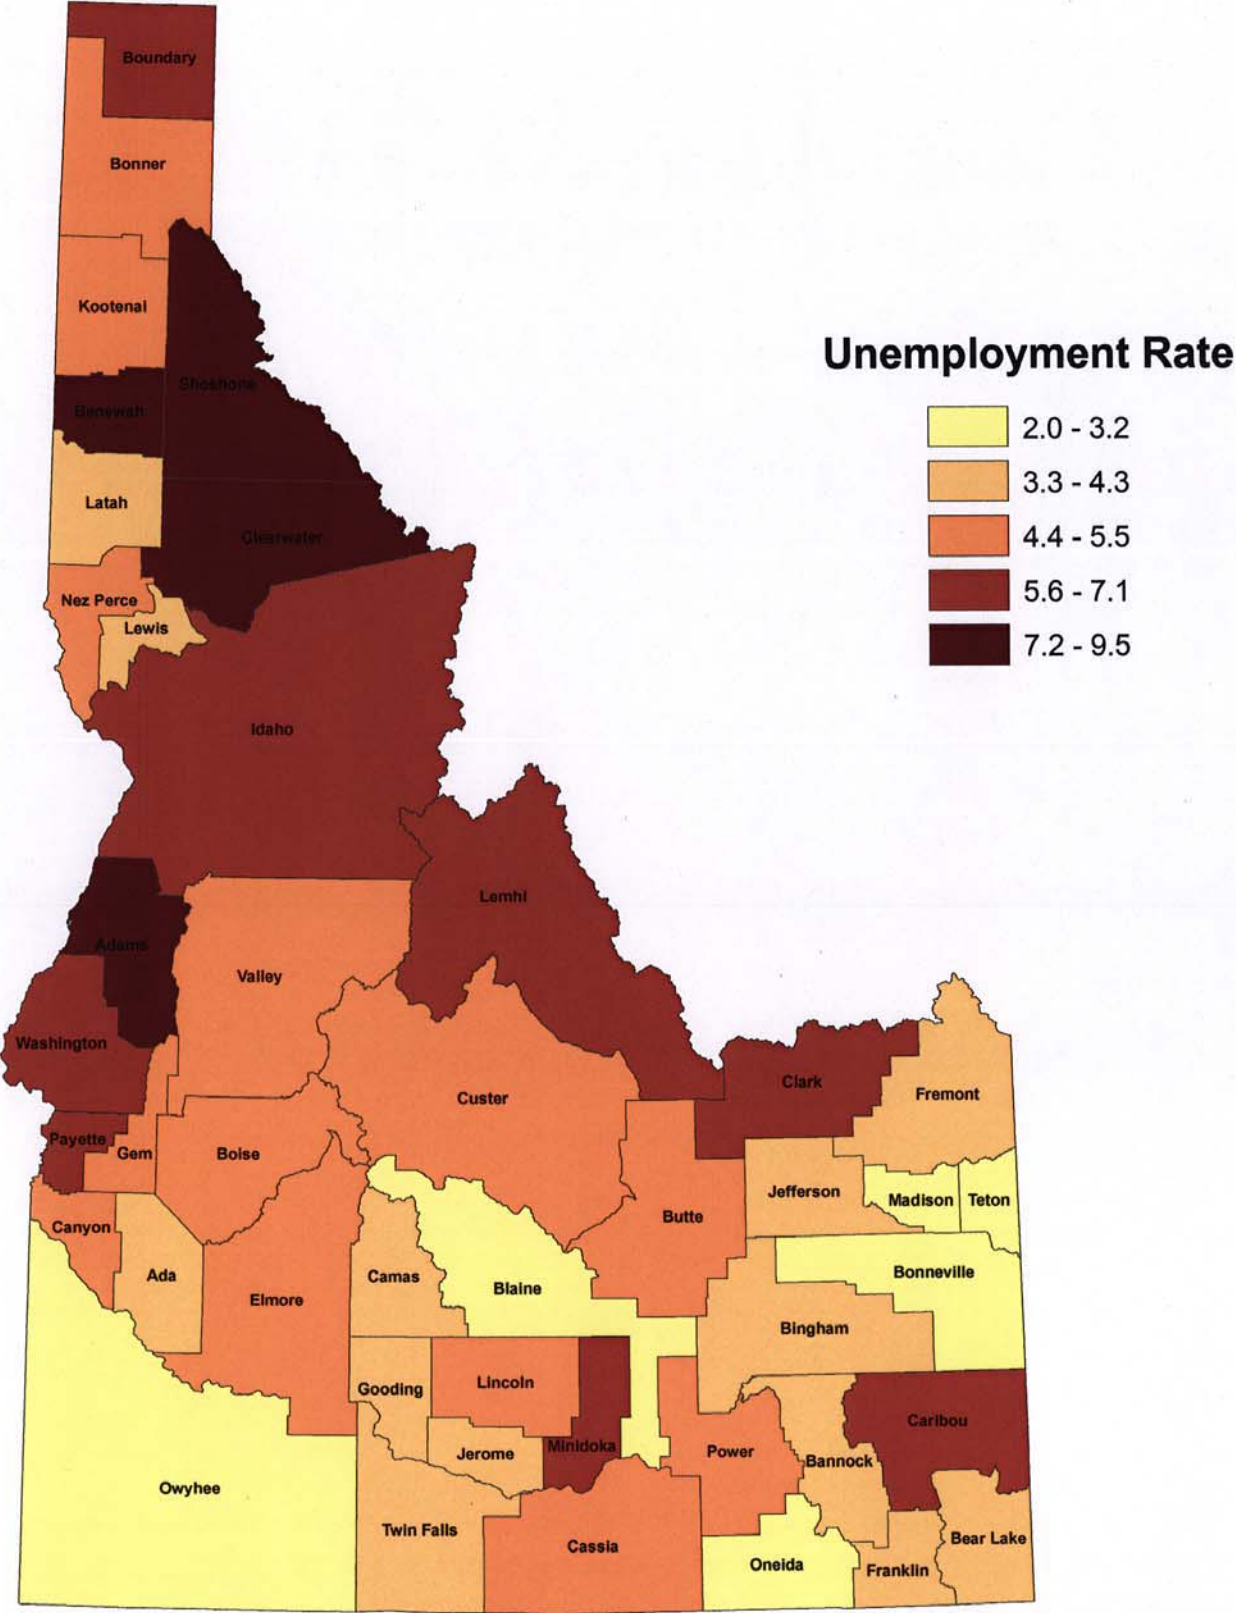 Boundary
Bonner
Kootenai
Shoshone
Benewah
Latah
Clearwater
Nez Perce
Lewis
Idaho
Lemhi
Adams
Valley
Washington
Custer
Clark
Fremont
Payette
Gem
Boise
Jefferson
Madison
Teton
Butte
Canyon
Ada
Elmore
Camas
Blaine
Bonneville
Bingham
Gooding
Lincoln
Minidoka
Jerome
Power
Bannock
Caribou
Owyhee
Twin Falls
Cassia
Oneida
Franklin
Bear Lake
Unemployment Rate
2.0 - 3.2
3.3 - 4.3
4.4 - 5.5
5.6 - 7.1
7.2 - 9.5